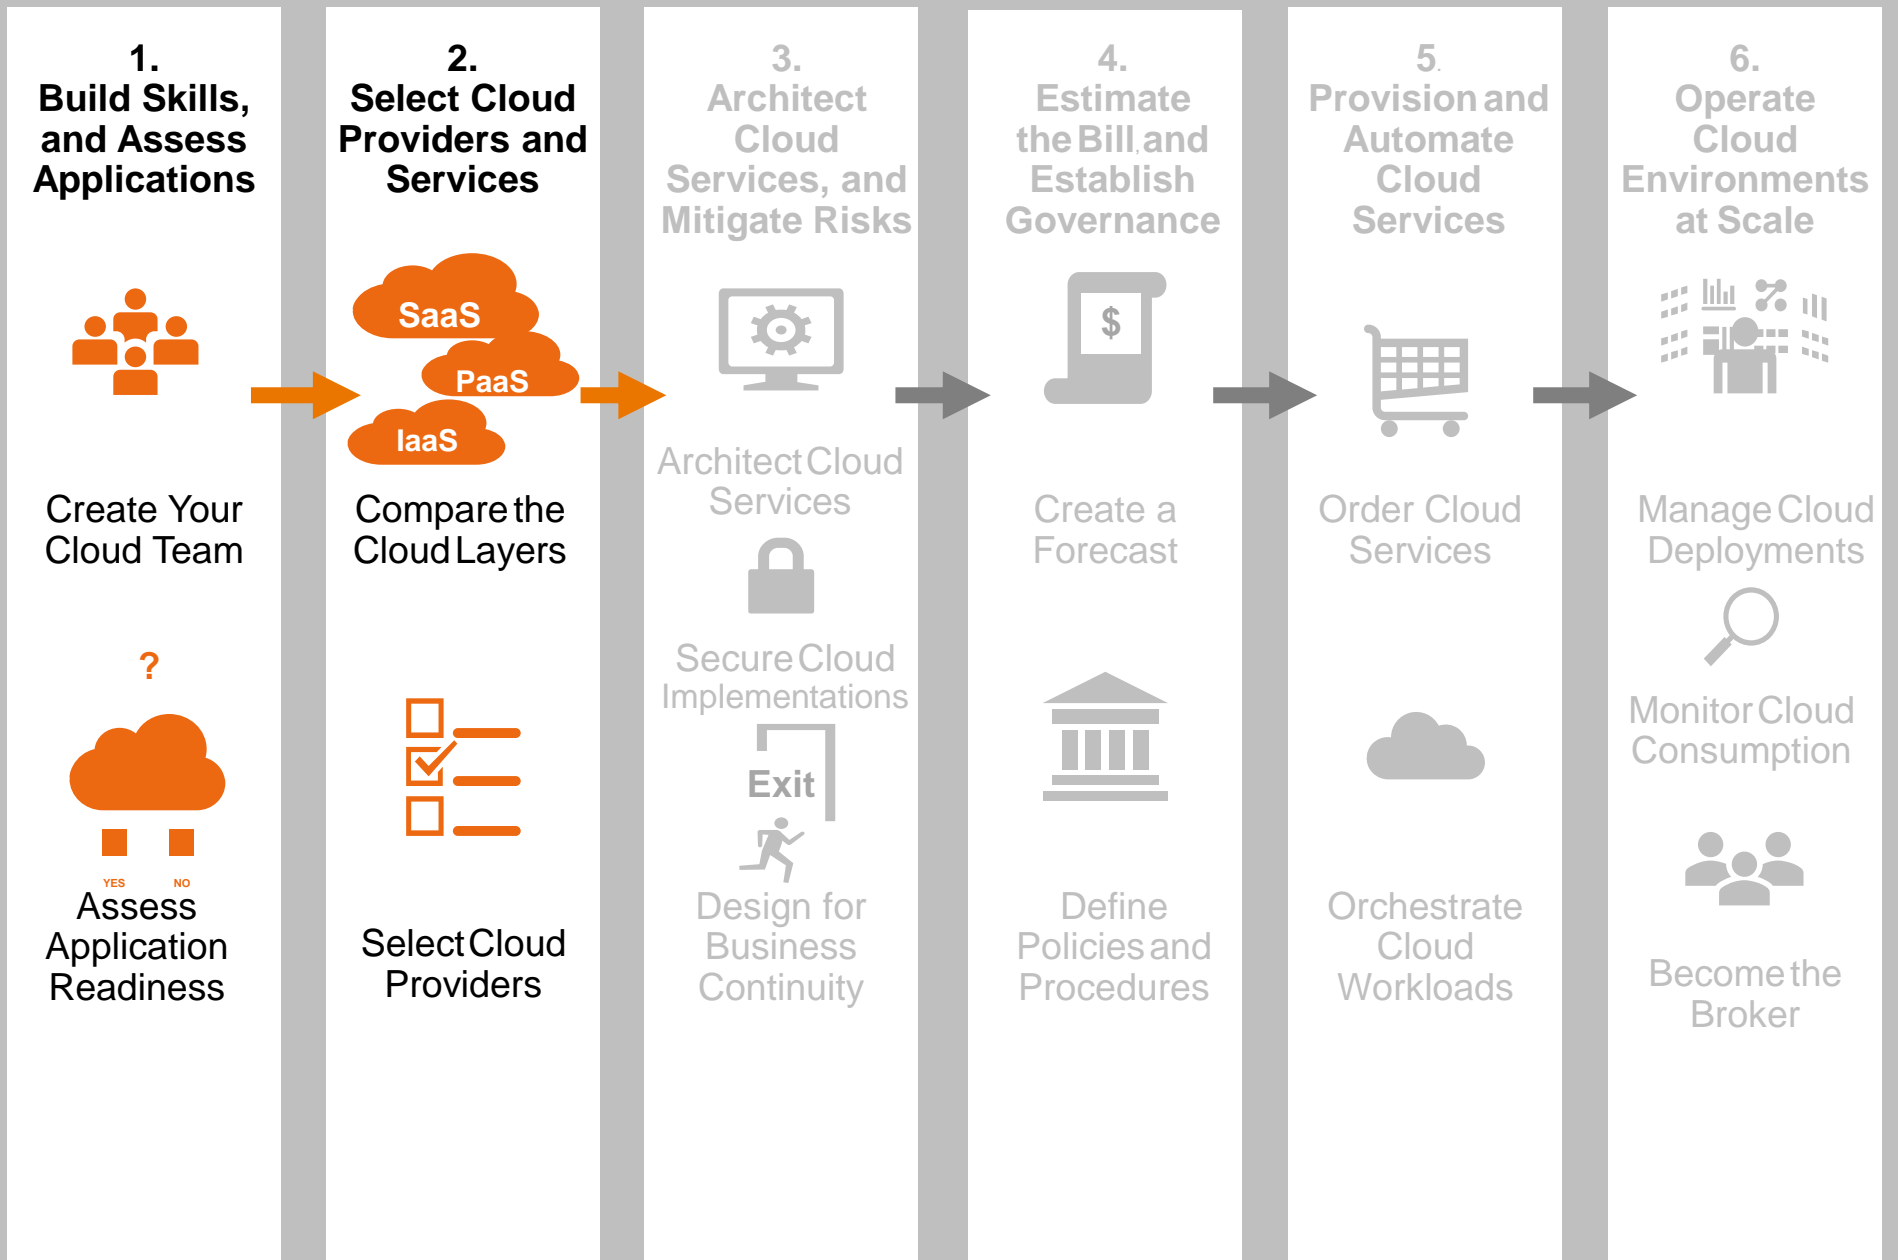 1.
Build Skills,
and Assess
Applications
SaaS
PaaS
IaaS
Create Your
Cloud Team
?
YES NO
Assess
Application
Readiness
2.
Select Cloud
Providers and
Services
Compare the
Cloud Layers
Select Cloud
Providers
3.
Architect
Cloud
Services, and
Mitigate Risks
Architect Cloud
Services
Secure Cloud
Implementations
Exit
Design for
Business
Continuity
4.
Estimate
the Bill, and
Establish
Governance
$
Create a
Forecast
Define
Policies and
Procedures
5.
Provision and
Automate
Cloud
Services
Order Cloud
Services
Orchestrate
Cloud
Workloads
6.
Operate
Cloud
Environments
at Scale
Manage Cloud
Deployments
Monitor Cloud
Consumption
Become the
Broker